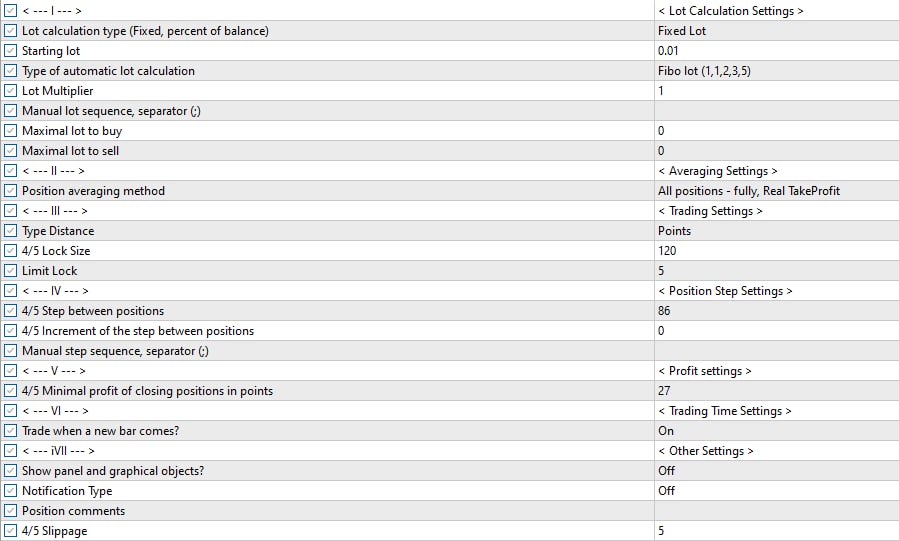 < --- I --- > < Lot Calculation Settings >
Lot calculation type (Fixed, percent of balance) Fixed Lot
Starting lot 0.01
Type of automatic lot calculation Fibo lot (1,1,2,3,5)
Lot Multiplier 1
Manual lot sequence, separator (;)
Maximal lot to buy 0
Maximal lot to sell 0
< --- II --- > < Averaging Settings >
Position averaging method All positions - fully, Real TakeProfit
< --- III --- > < Trading Settings >
Type Distance Points
4/5 Lock Size 120
Limit Lock 5
< --- IV --- > < Position Step Settings >
4/5 Step between positions 86
4/5 Increment of the step between positions 0
Manual step sequence, separator (;)
< --- V --- > < Profit settings >
4/5 Minimal profit of closing positions in points 27
< --- VI --- > < Trading Time Settings >
Trade when a new bar comes? On
< --- iVII --- > < Other Settings >
Show panel and graphical objects? Off
Notification Type Off
Position comments
4/5 Slippage 5